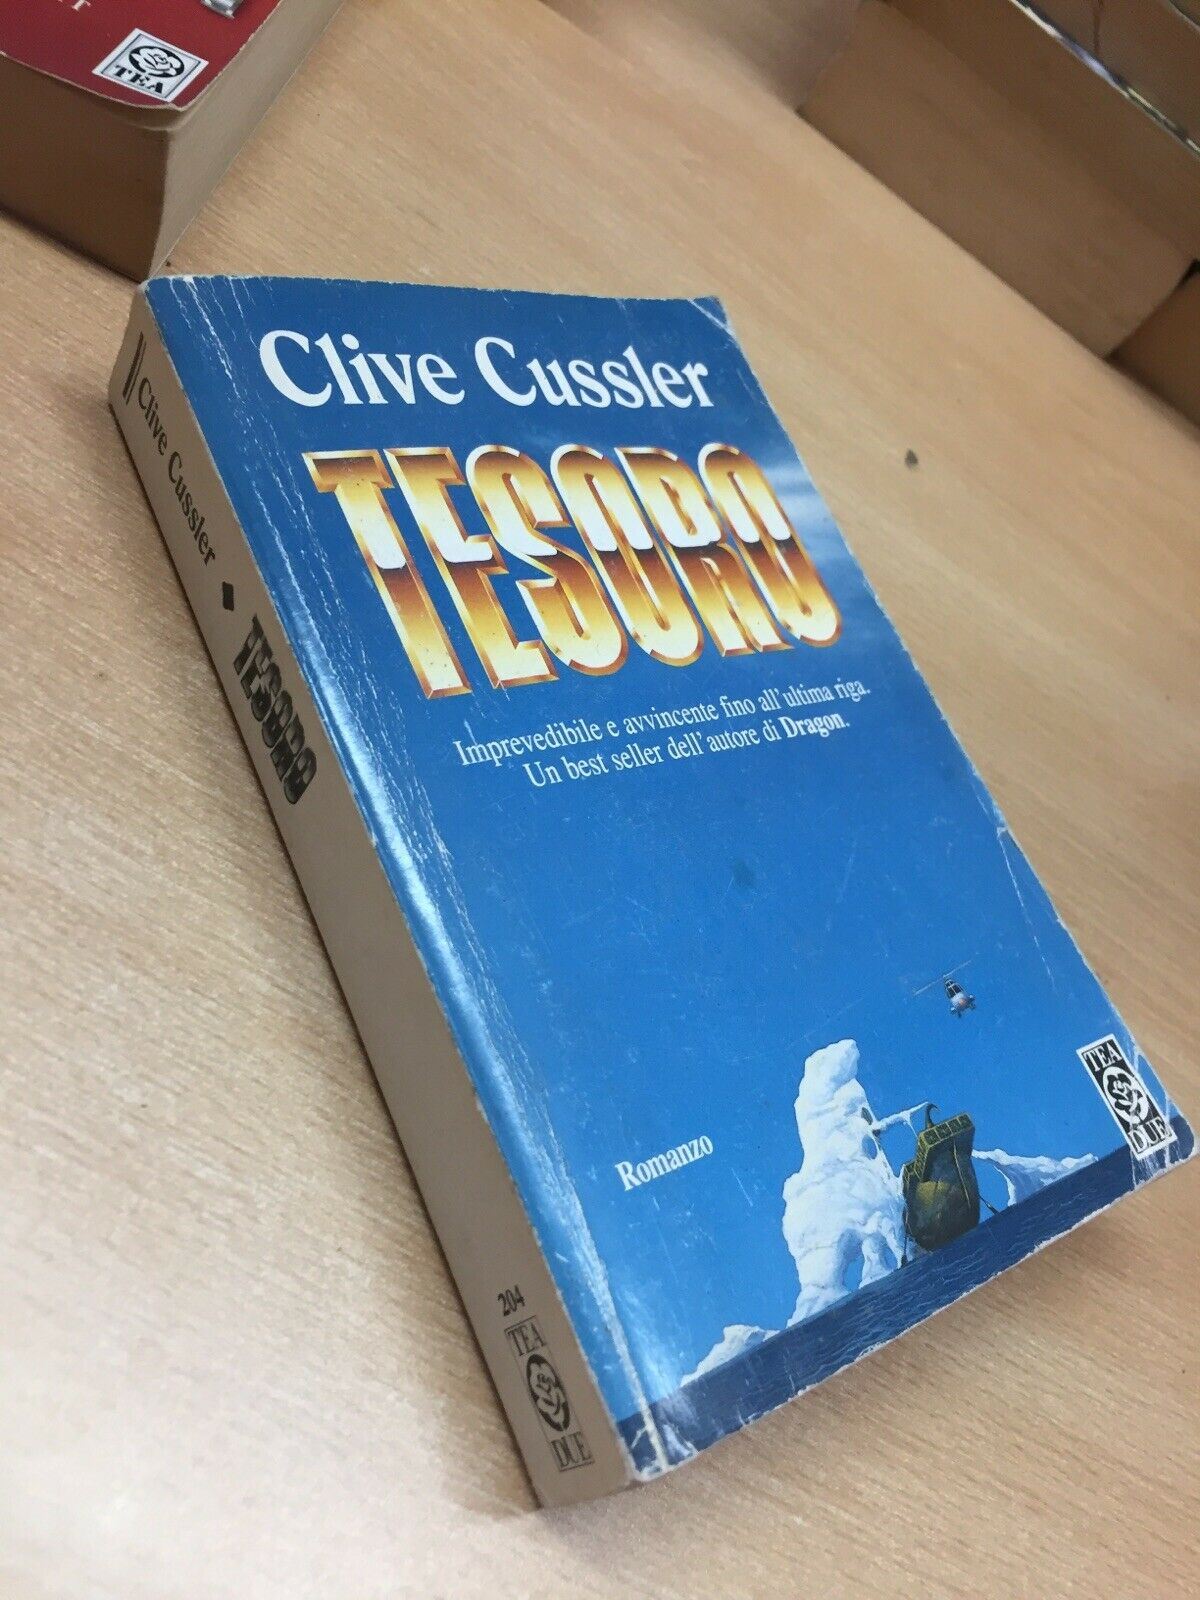 TEA
Clive Cussler
TESORO
Imprevedibile e avvincente fino all'ultima riga.
Un best seller dell'autore di Dragon.
Romanzo
TEA
DUE
Clive Cussler ◆ TESORO
204
TEA
DUE